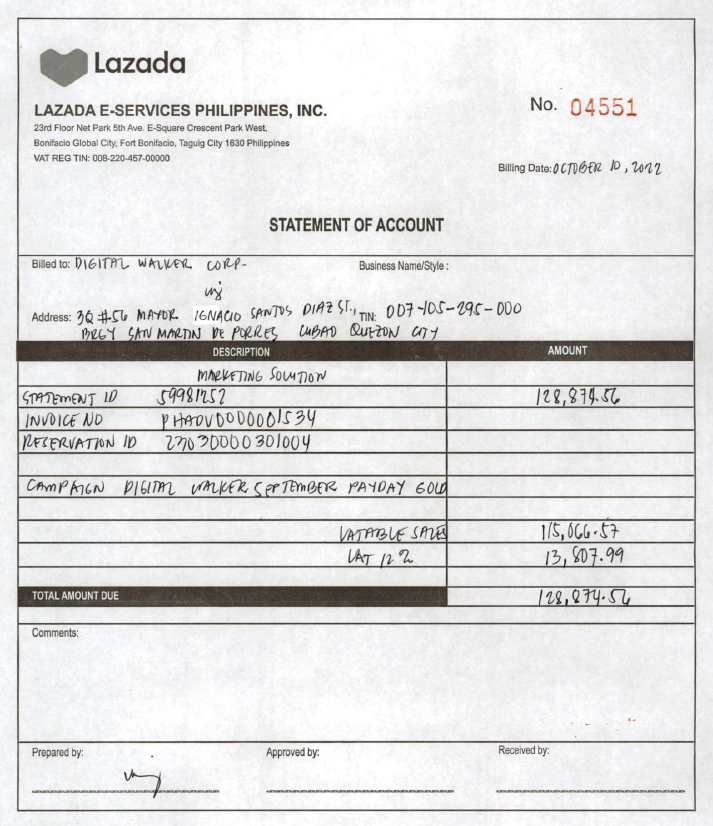 Lazada
LAZADA E-SERVICES PHILIPPINES, INC.
No. 04551
23rd Floor Net Park 5th Ave. E-Square Crescent Park West,
Bonifacio Global City, Fort Bonifacio, Taguig City 1630 Philippines
VAT REG TIN: 008-220-457-00000
Billing Date: OCTOBER 10, 2022
STATEMENT OF ACCOUNT
Billed to: DIGITAL WALKER CORP.
Business Name/Style :
Address: 3Q #56 MAYOR IGNACIO SANTOS DIAZ ST., TIN: 007-105-295-000
BRGY SAN MARTIN DE PORRES CUBAO QUEZON CITY
DESCRIPTION AMOUNT
MARKETING SOLUTION
STATEMENT ID 59981252 128,874.56
INVOICE NO PHADV0000001534
RESERVATION ID 27030000301004
CAMPAIGN DIGITAL WALKER SEPTEMBER PAYDAY GOLD
VATABLE SALES 115,066.57
VAT 12% 13,807.99
TOTAL AMOUNT DUE 128,874.56
Comments:
Prepared by: Approved by: Received by: